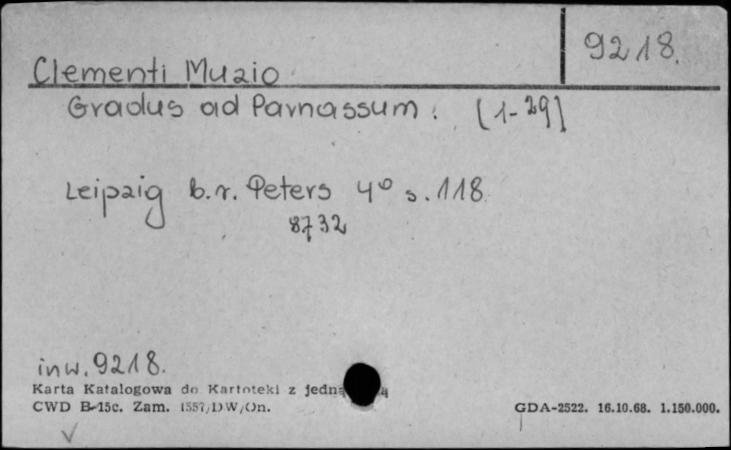 9218.
Clementi Muzio
Gradus ad Parnassum. [1-29]
Leipzig b.r. Peters 4° s. 118
8732
inw. 9218.
Karta Katalogowa do Kartoteki z
CWD B-15c. Zam. 1557/DW/On.
GDA-2522. 16.10.68. 1.150.000.